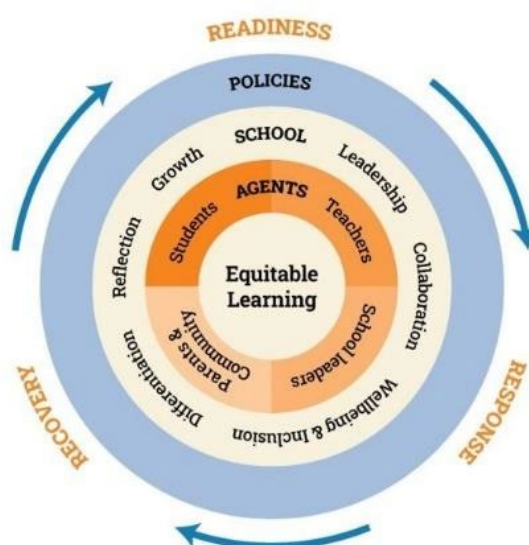 READINESS
POLICIES
SCHOOL
Growth
Leadership
AGENTS
Students
Teachers
Reflection
Collaboration
Equitable
Learning
Parents &
Community
School leaders
Differentiation
Wellbeing & Inclusion
RECOVERY
RESPONSE